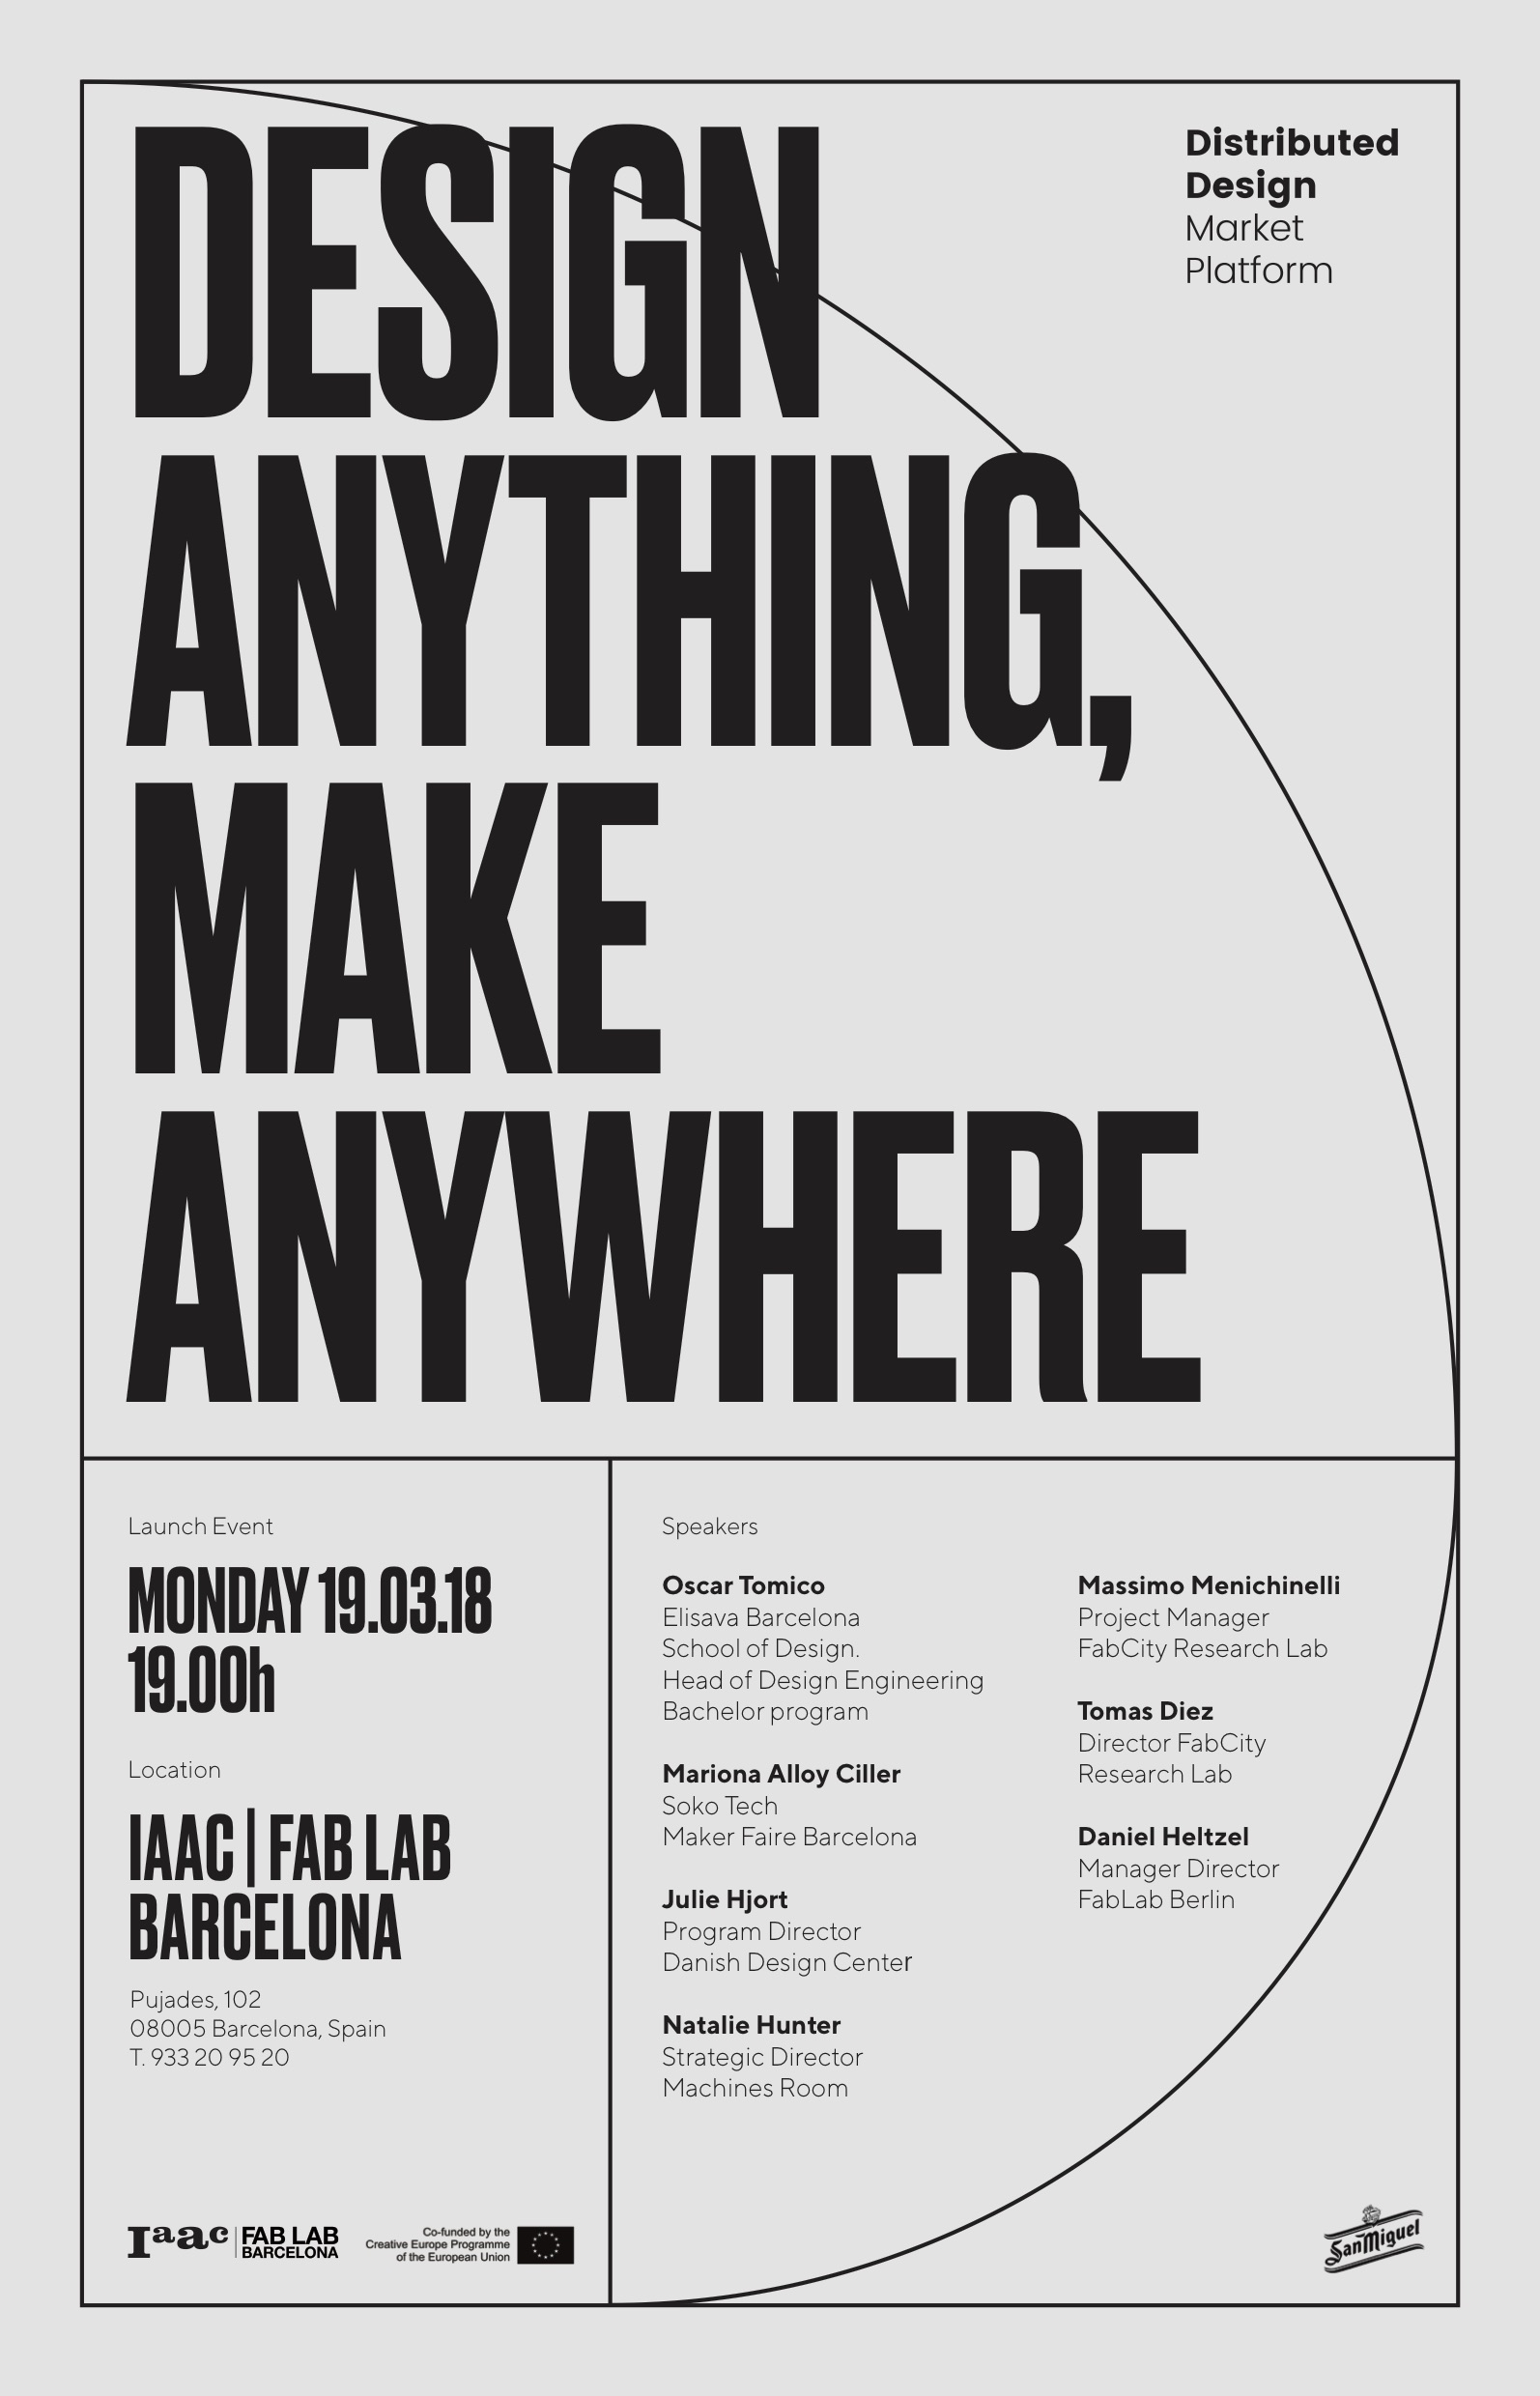 DESIGN
ANYTHING,
MAKE
ANYWHERE
Distributed
Design
Market
Platform
Launch Event
MONDAY 19.03.18
19.00h
Location
IAAC | FAB LAB
BARCELONA
Pujades, 102
08005 Barcelona, Spain
T. 933 20 95 20
Speakers
Oscar Tomico
Elisava Barcelona
School of Design.
Head of Design Engineering
Bachelor program
Mariona Alloy Ciller
Soko Tech
Maker Faire Barcelona
Julie Hjort
Program Director
Danish Design Center
Natalie Hunter
Strategic Director
Machines Room
Massimo Menichinelli
Project Manager
FabCity Research Lab
Tomas Diez
Director FabCity
Research Lab
Daniel Heltzel
Manager Director
FabLab Berlin
Iaac
FAB LAB
BARCELONA
Co-funded by the
Creative Europe Programme
of the European Union
San Miguel